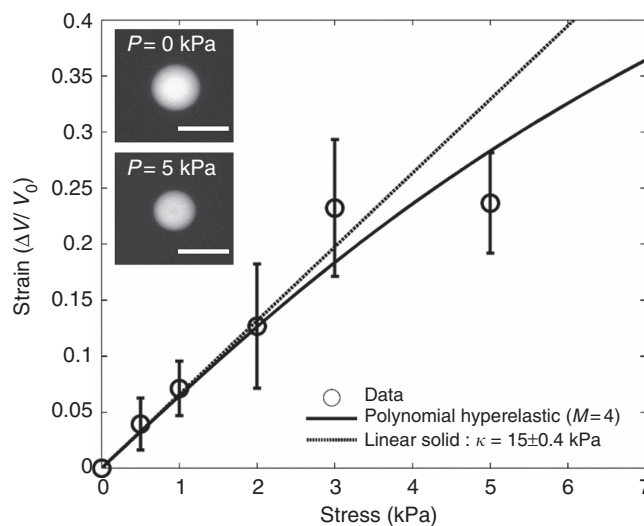 0.4
0.35
0.3
0.25
0.2
0.15
0.1
0.05
0
Strain (ΔV/ V₀)
P= 0 kPa
P= 5 kPa
Data
Polynomial hyperelastic (M=4)
Linear solid : κ = 15±0.4 kPa
0 1 2 3 4 5 6 7
Stress (kPa)